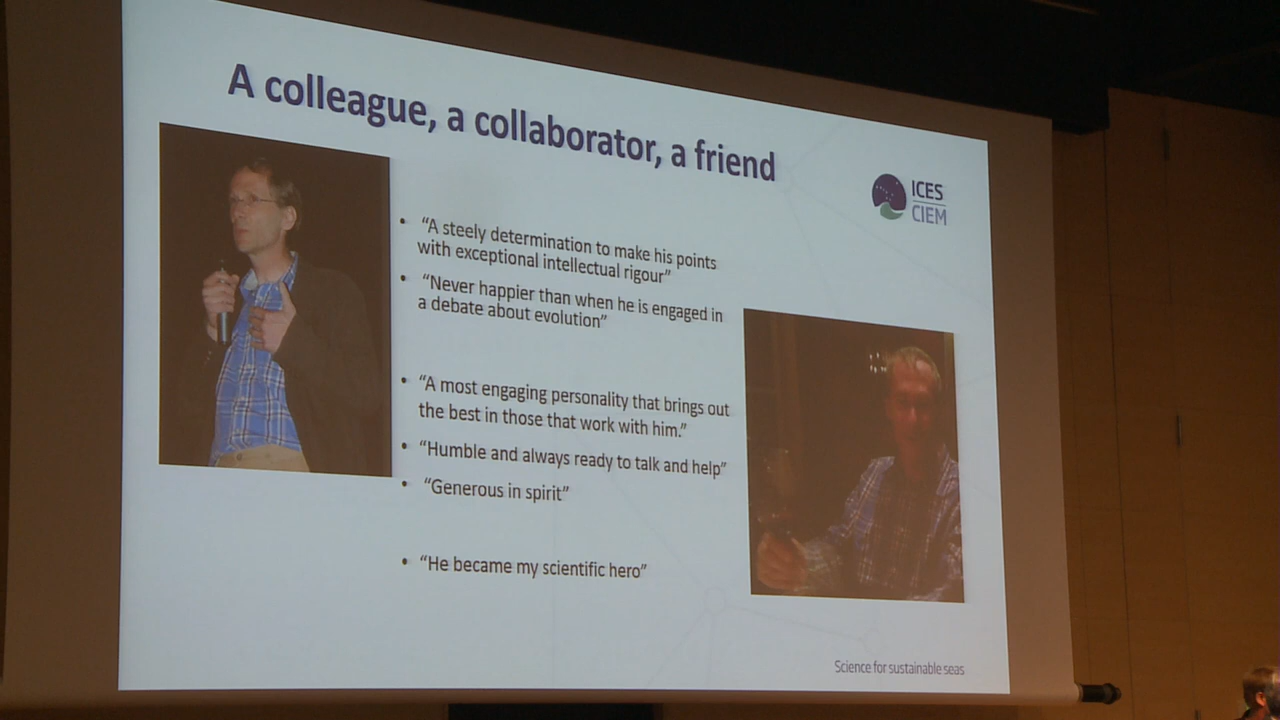 A colleague, a collaborator, a friend
ICES
CIEM
• “A steely determination to make his points
with exceptional intellectual rigour”
• “Never happier than when he is engaged in
a debate about evolution”
• “A most engaging personality that brings out
the best in those that work with him.”
• “Humble and always ready to talk and help”
• “Generous in spirit”
• “He became my scientific hero”
Science for sustainable seas